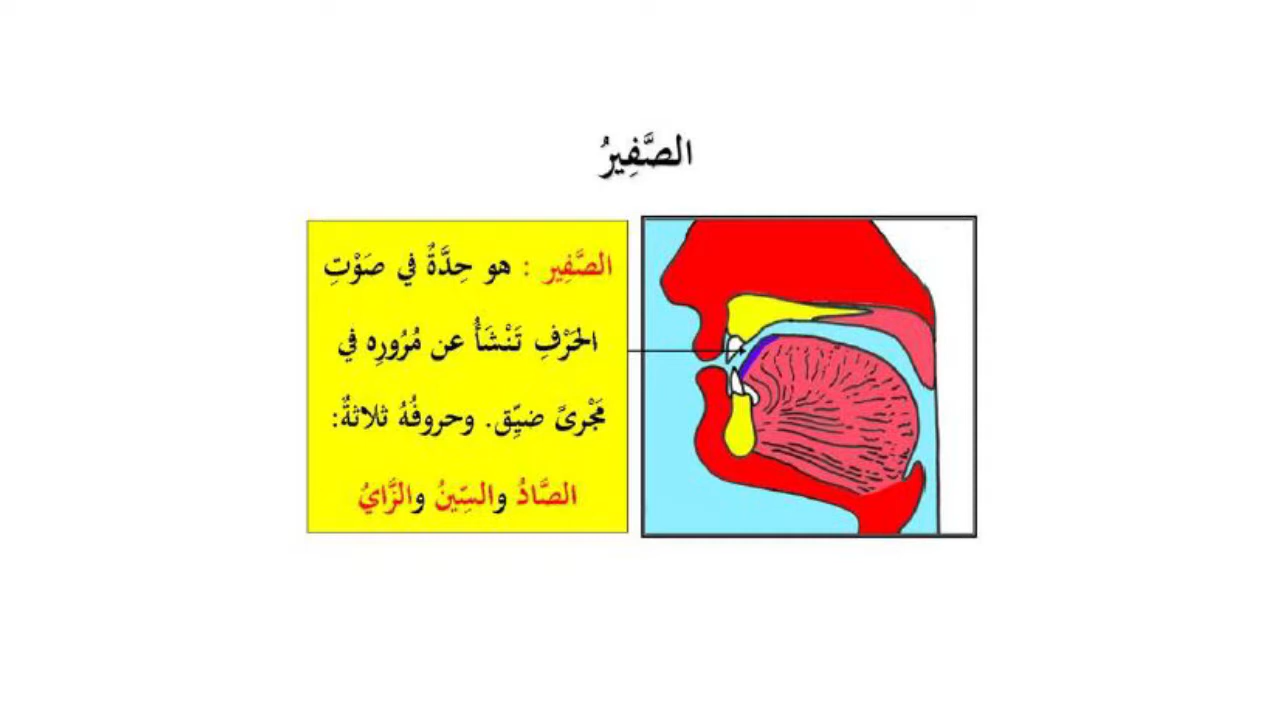 الصَّفِيرُ
الصَّفِير : هو حِدَّةٌ في صَوْتِ
الحَرْفِ تَنْشَأُ عن مُرُورِه في
مَجْرىً ضيِّق. وحروفُهُ ثلاثةٌ:
الصَّادُ والسِّينُ والزَّايُ